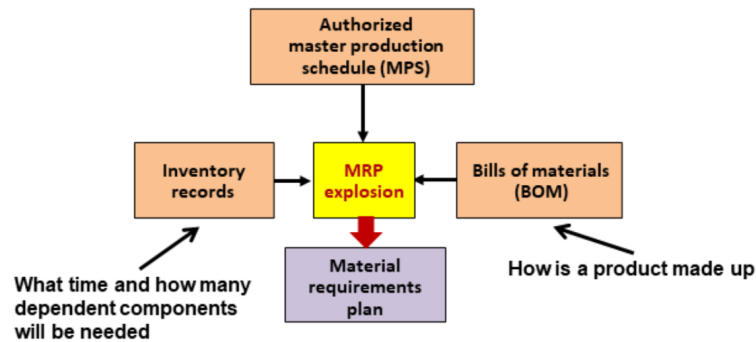 Authorized
master production
schedule (MPS)
Inventory
records
MRP
explosion
Bills of materials
(BOM)
What time and how many
dependent components
will be needed
Material
requirements
plan
How is a product made up